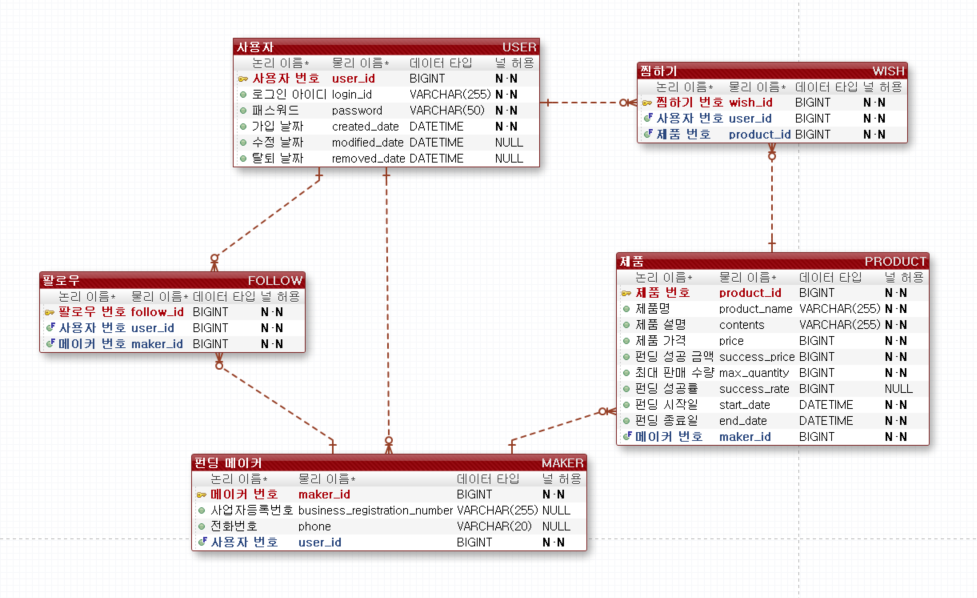 사용자 USER
논리 이름* 물리 이름* 데이터 타입 널 허용
사용자 번호 user_id BIGINT N·N
로그인 아이디 login_id VARCHAR(255) N·N
패스워드 password VARCHAR(50) N·N
가입 날짜 created_date DATETIME N·N
수정 날짜 modified_date DATETIME NULL
탈퇴 날짜 removed_date DATETIME NULL
찜하기 WISH
논리 이름* 물리 이름* 데이터 타입 널 허용
찜하기 번호 wish_id BIGINT N·N
사용자 번호 user_id BIGINT N·N
제품 번호 product_id BIGINT N·N
팔로우 FOLLOW
논리 이름* 물리 이름* 데이터 타입 널 허용
팔로우 번호 follow_id BIGINT N·N
사용자 번호 user_id BIGINT N·N
메이커 번호 maker_id BIGINT N·N
제품 PRODUCT
논리 이름* 물리 이름* 데이터 타입 널 허용
제품 번호 product_id BIGINT N·N
제품명 product_name VARCHAR(255) N·N
제품 설명 contents VARCHAR(255) N·N
제품 가격 price BIGINT N·N
펀딩 성공 금액 success_price BIGINT N·N
최대 판매 수량 max_quantity BIGINT N·N
펀딩 성공률 success_rate BIGINT NULL
펀딩 시작일 start_date DATETIME N·N
펀딩 종료일 end_date DATETIME N·N
메이커 번호 maker_id BIGINT N·N
펀딩 메이커 MAKER
논리 이름* 물리 이름* 데이터 타입 널 허용
메이커 번호 maker_id BIGINT N·N
사업자등록번호 business_registration_number VARCHAR(255) NULL
전화번호 phone VARCHAR(20) NULL
사용자 번호 user_id BIGINT N·N